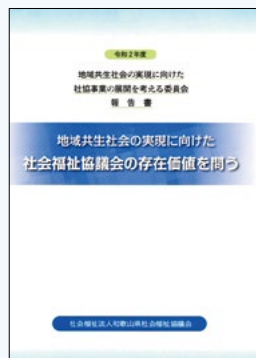 令和2年度
地域共生社会の実現に向けた
社協事業の展開を考える委員会
報告書
地域共生社会の実現に向けた
社会福祉協議会の存在価値を問う
社会福祉法人和歌山県社会福祉協議会